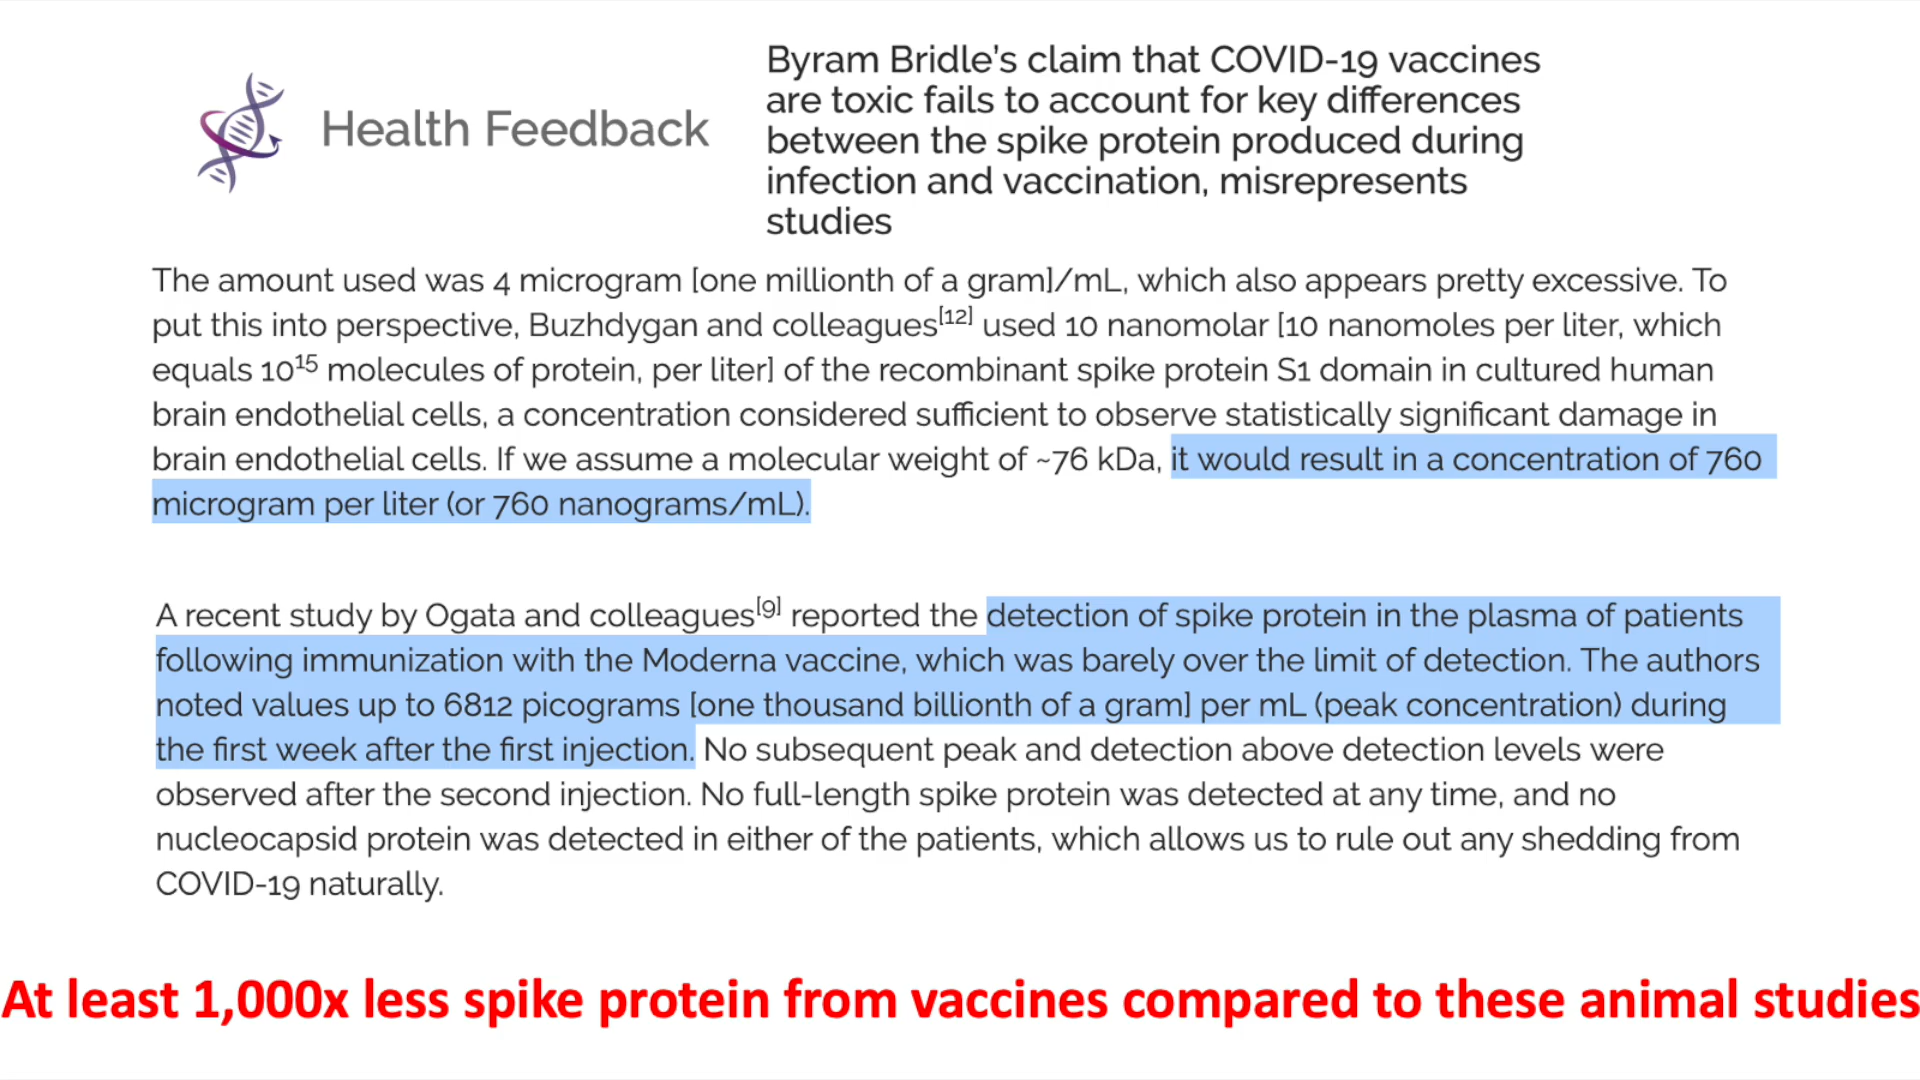 Health Feedback
Byram Bridle’s claim that COVID-19 vaccines
are toxic fails to account for key differences
between the spike protein produced during
infection and vaccination, misrepresents
studies
The amount used was 4 microgram [one millionth of a gram]/mL, which also appears pretty excessive. To
put this into perspective, Buzhdygan and colleagues[12] used 10 nanomolar [10 nanomoles per liter, which
equals 10¹⁵ molecules of protein, per liter] of the recombinant spike protein S1 domain in cultured human
brain endothelial cells, a concentration considered sufficient to observe statistically significant damage in
brain endothelial cells. If we assume a molecular weight of ~76 kDa, it would result in a concentration of 760
microgram per liter (or 760 nanograms/mL).
A recent study by Ogata and colleagues[9] reported the detection of spike protein in the plasma of patients
following immunization with the Moderna vaccine, which was barely over the limit of detection. The authors
noted values up to 6812 picograms [one thousand billionth of a gram] per mL (peak concentration) during
the first week after the first injection. No subsequent peak and detection above detection levels were
observed after the second injection. No full-length spike protein was detected at any time, and no
nucleocapsid protein was detected in either of the patients, which allows us to rule out any shedding from
COVID-19 naturally.
At least 1,000x less spike protein from vaccines compared to these animal studies